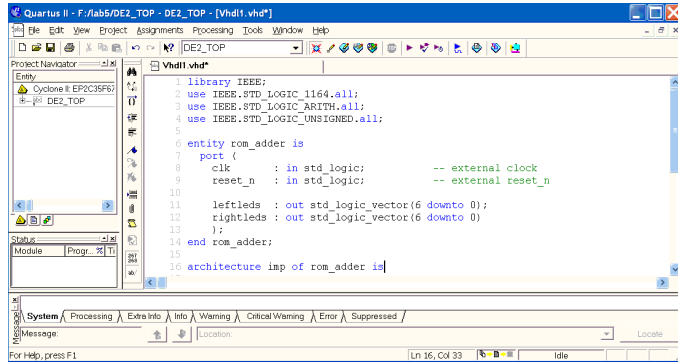 Quartus II - F:/lab5/DE2_TOP - DE2_TOP - [Vhdl1.vhd*]
File Edit View Project Assignments Processing Tools Window Help
DE2_TOP
Project Navigator
Vhdl1.vhd*
Entity
Cyclone II: EP2C35F67
DE2_TOP
1 library IEEE;
2 use IEEE.STD_LOGIC_1164.all;
3 use IEEE.STD_LOGIC_ARITH.all;
4 use IEEE.STD_LOGIC_UNSIGNED.all;
5
6 entity rom_adder is
7 port (
8 clk : in std_logic; -- external clock
9 reset_n : in std_logic; -- external reset_n
10
11 leftleds : out std_logic_vector(6 downto 0);
12 rightleds : out std_logic_vector(6 downto 0)
13 );
14 end rom_adder;
15
16 architecture imp of rom_adder is
Status
Module Progr... % Ti
267
268
ab/
System Processing Extra Info Info Warning Critical Warning Error Suppressed
Message: Location: Locate
For Help, press F1 Ln 16, Col 33 Idle